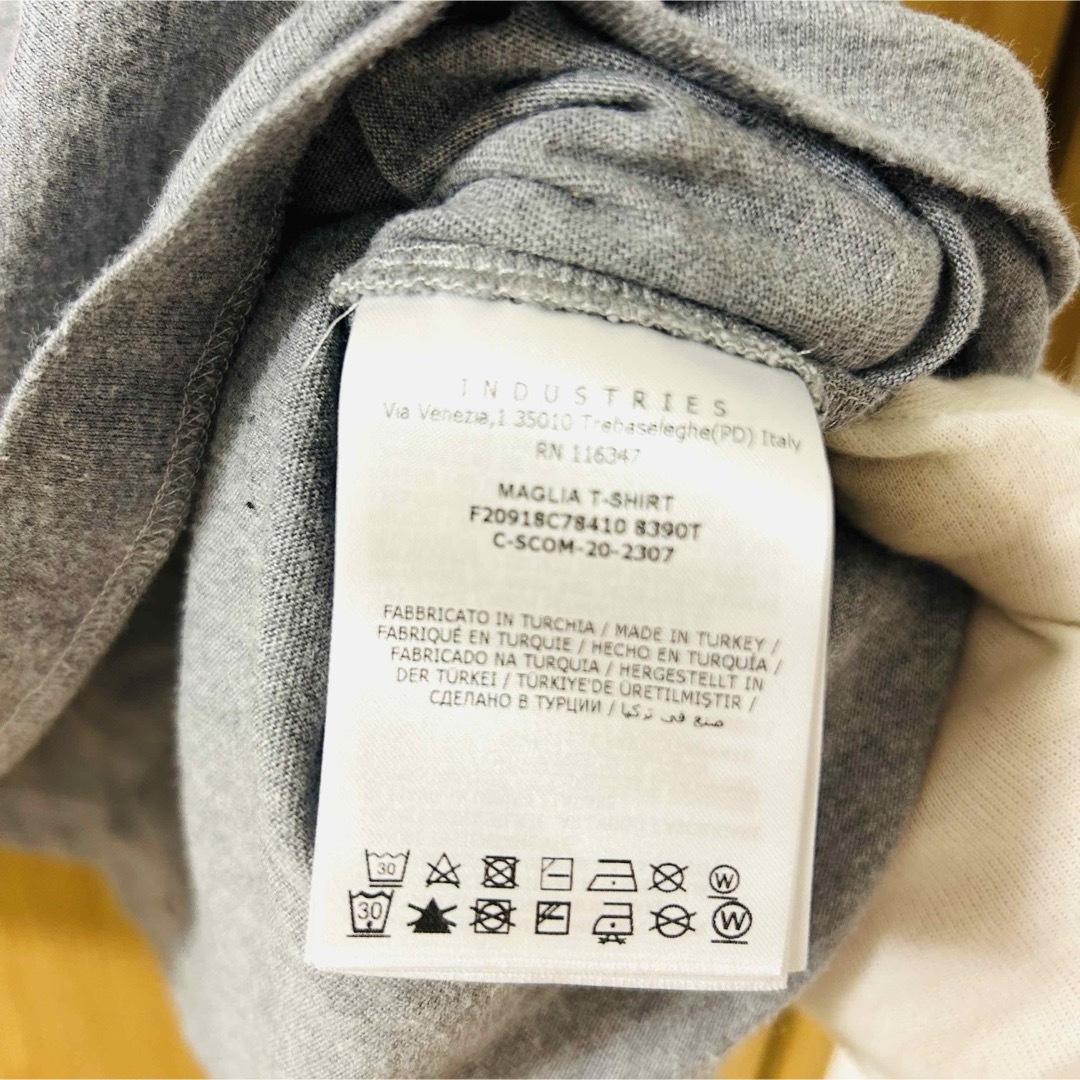 INDUSTRIES
Via Venezia,1 35010 Trebaseleghe(PD) Italy
RN 116347
MAGLIA T-SHIRT
F20918C78410 8390T
C-SCOM-20-2307
FABBRICATO IN TURCHIA / MADE IN TURKEY /
FABRIQUÉ EN TURQUIE / HECHO EN TURQUÍA /
FABRICADO NA TURQUIA / HERGESTELLT IN
DER TÜRKEI / TÜRKIYE'DE ÜRETILMIŞTIR /
СДЕЛАНО В ТУРЦИИ / صنع في تركيا
30 W
30 W